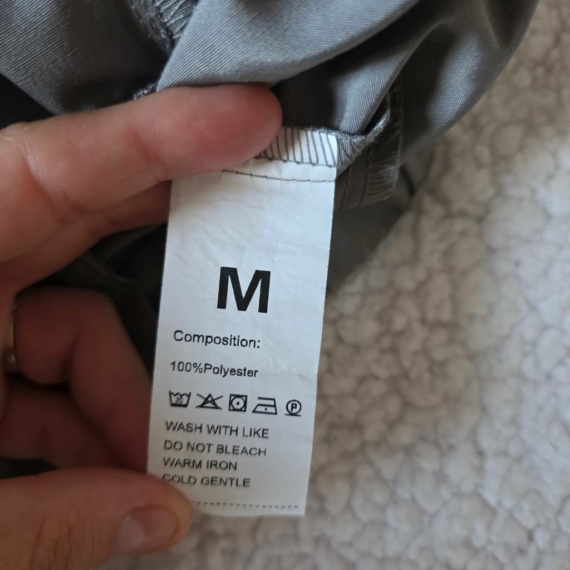 M
Composition:
100%Polyester
WASH WITH LIKE
DO NOT BLEACH
WARM IRON
COLD GENTLE